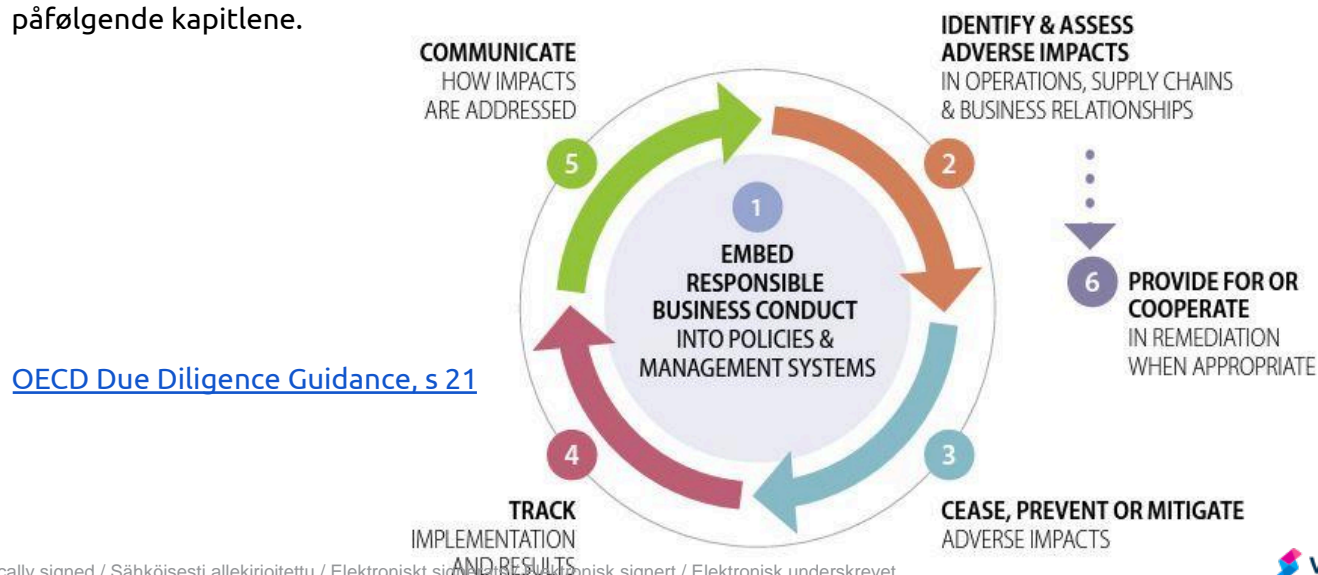 påfølgende kapitlene.
COMMUNICATE
HOW IMPACTS
ARE ADDRESSED
5
IDENTIFY & ASSESS
ADVERSE IMPACTS
IN OPERATIONS, SUPPLY CHAINS
& BUSINESS RELATIONSHIPS
2
1
EMBED
RESPONSIBLE
BUSINESS CONDUCT
INTO POLICIES &
MANAGEMENT SYSTEMS
6
PROVIDE FOR OR
COOPERATE
IN REMEDIATION
WHEN APPROPRIATE
OECD Due Diligence Guidance, s 21
4
TRACK
IMPLEMENTATION
AND RESULTS
3
CEASE, PREVENT OR MITIGATE
ADVERSE IMPACTS
signed / Sähköisesti allekirjoitettu / Elektroniskt signert / Elektronisk underskrevet